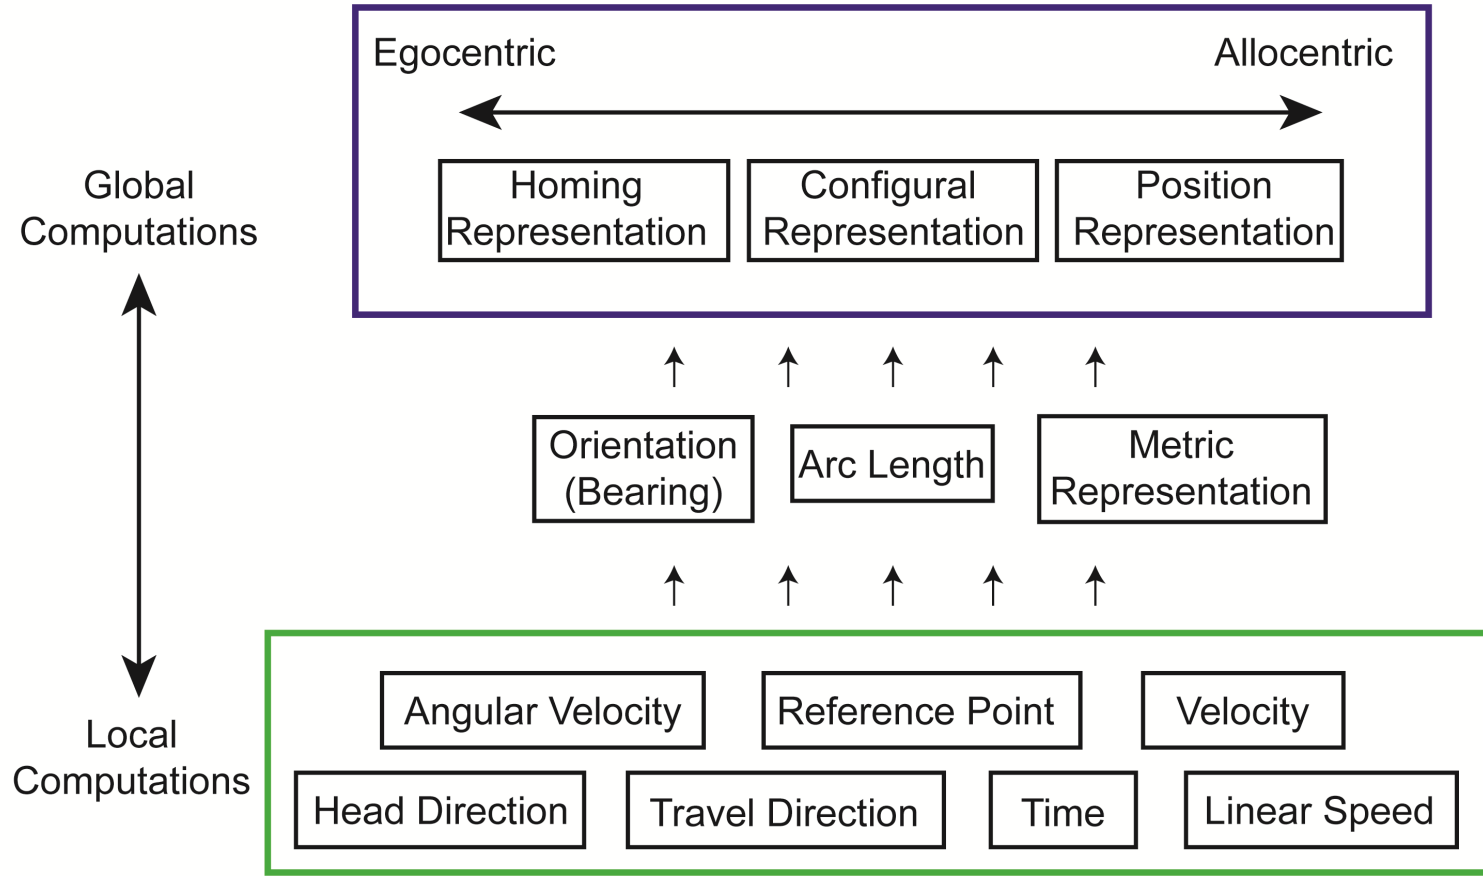 Egocentric
Allocentric
Global
Computations
Homing
Representation
Configural
Representation
Position
Representation
Orientation
(Bearing)
Arc Length
Metric
Representation
Local
Computations
Angular Velocity
Reference Point
Velocity
Head Direction
Travel Direction
Time
Linear Speed